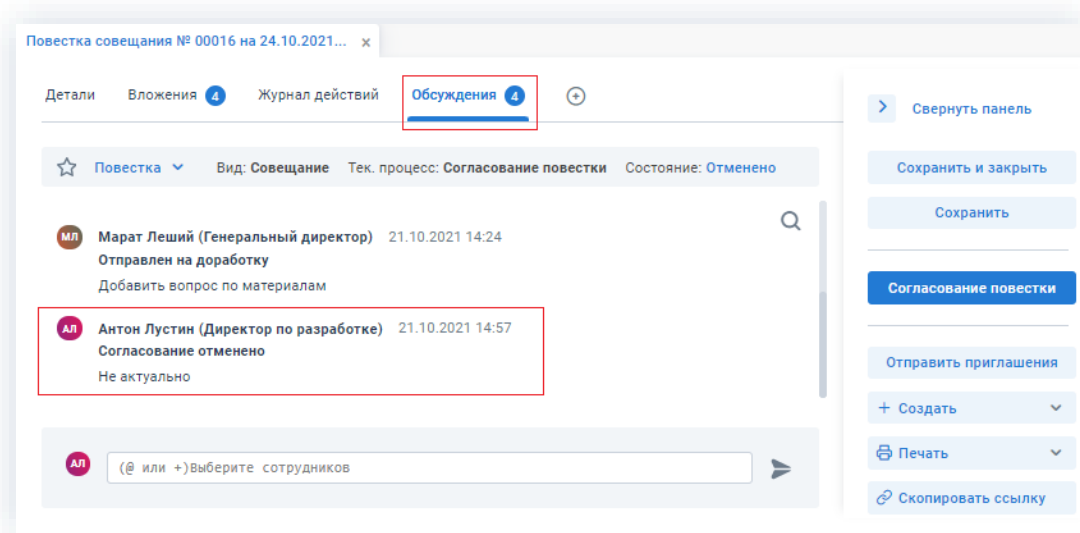 Повестка совещания № 00016 на 24.10.2021... x
Детали Вложения 4 Журнал действий Обсуждения 4
Повестка Вид: Совещание Тек. процесс: Согласование повестки Состояние: Отменено
МЛ Марат Леший (Генеральный директор) 21.10.2021 14:24
Отправлен на доработку
Добавить вопрос по материалам
АЛ Антон Лустин (Директор по разработке) 21.10.2021 14:57
Согласование отменено
Не актуально
АЛ (@ или +)Выберите сотрудников
Свернуть панель
Сохранить и закрыть
Сохранить
Согласование повестки
Отправить приглашения
+ Создать
Печать
Скопировать ссылку